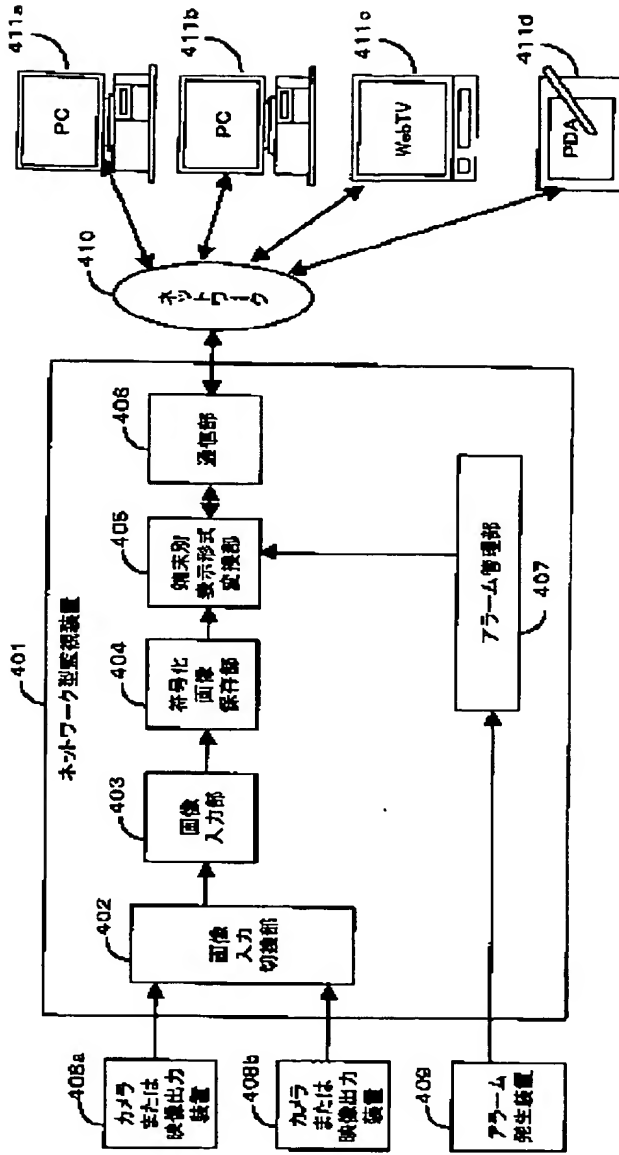 401
ネットワーク型監視装置
408a
カメラ
または
映像出力
装置
408b
カメラ
または
映像出力
装置
409
アラーム
発生装置
402
画像
入力
切換部
403
画像
入力部
404
符号化
画像
保存部
405
端末別
表示形式
変換部
406
通信部
アラーム管理部
407
410
ネットワーク
411a
PC
411b
PC
411c
WebTV
411d
PDA